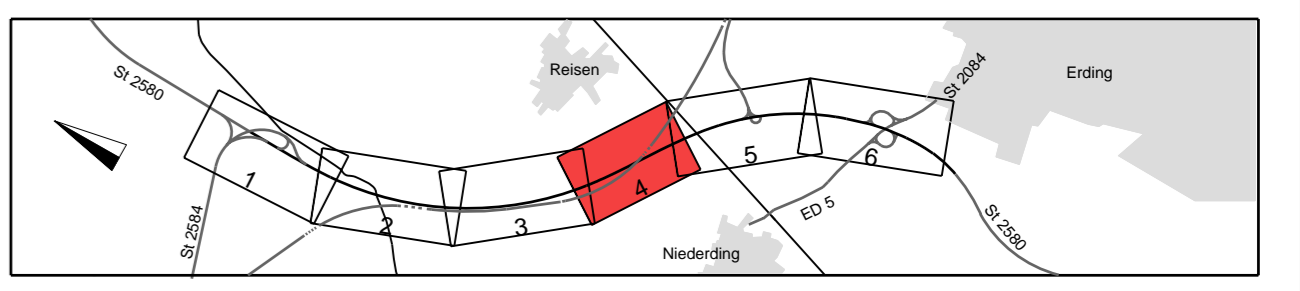 St 2580
St 2584
1
2
3
4
5
6
Reisen
Niederding
ED 5
St 2084
Erding
St 2580